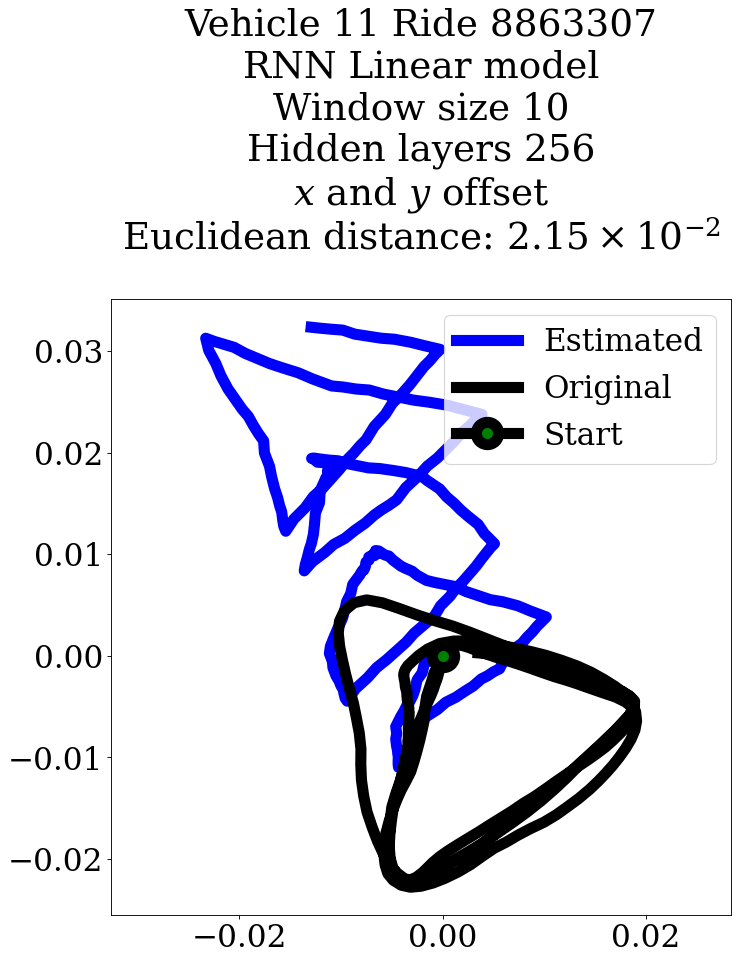 Vehicle 11 Ride 8863307
RNN Linear model
Window size 10
Hidden layers 256
x and y offset
Euclidean distance: 2.15 × 10⁻²
Estimated
Original
Start
0.03
0.02
0.01
0.00
−0.01
−0.02
−0.02 0.00 0.02